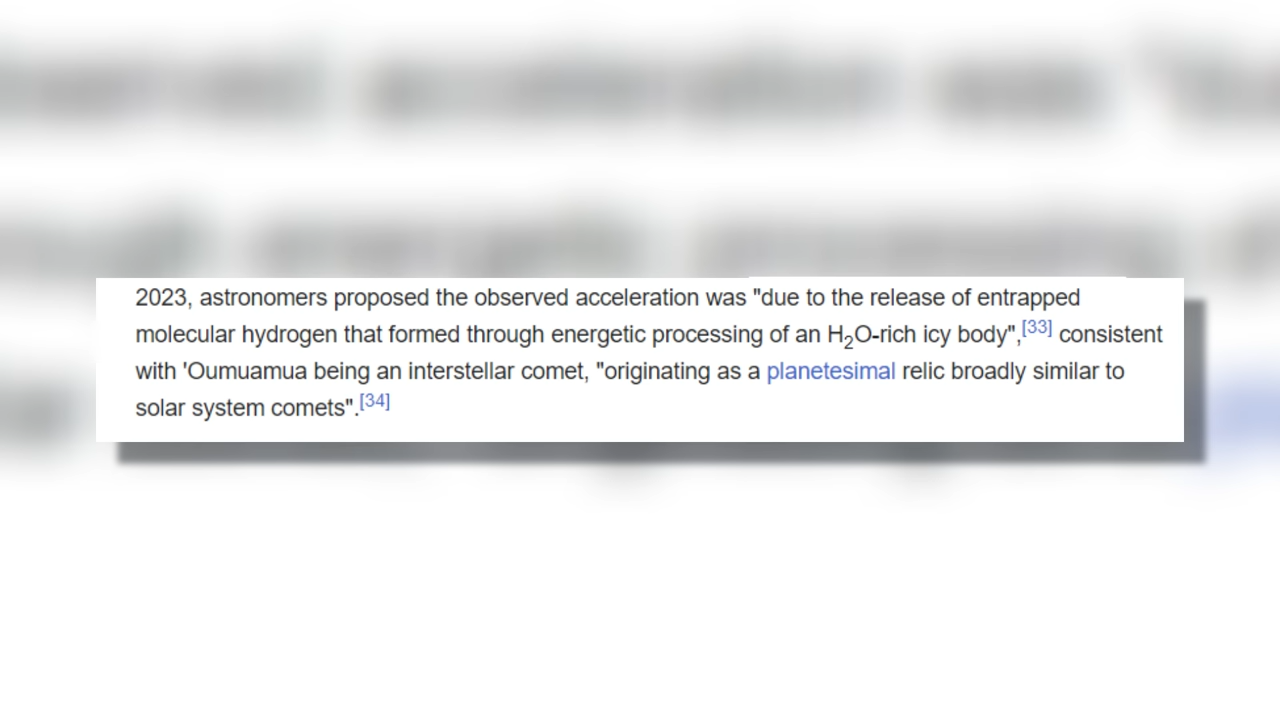 2023, astronomers proposed the observed acceleration was "due to the release of entrapped
molecular hydrogen that formed through energetic processing of an H₂O-rich icy body",[33] consistent
with 'Oumuamua being an interstellar comet, "originating as a planetesimal relic broadly similar to
solar system comets".[34]